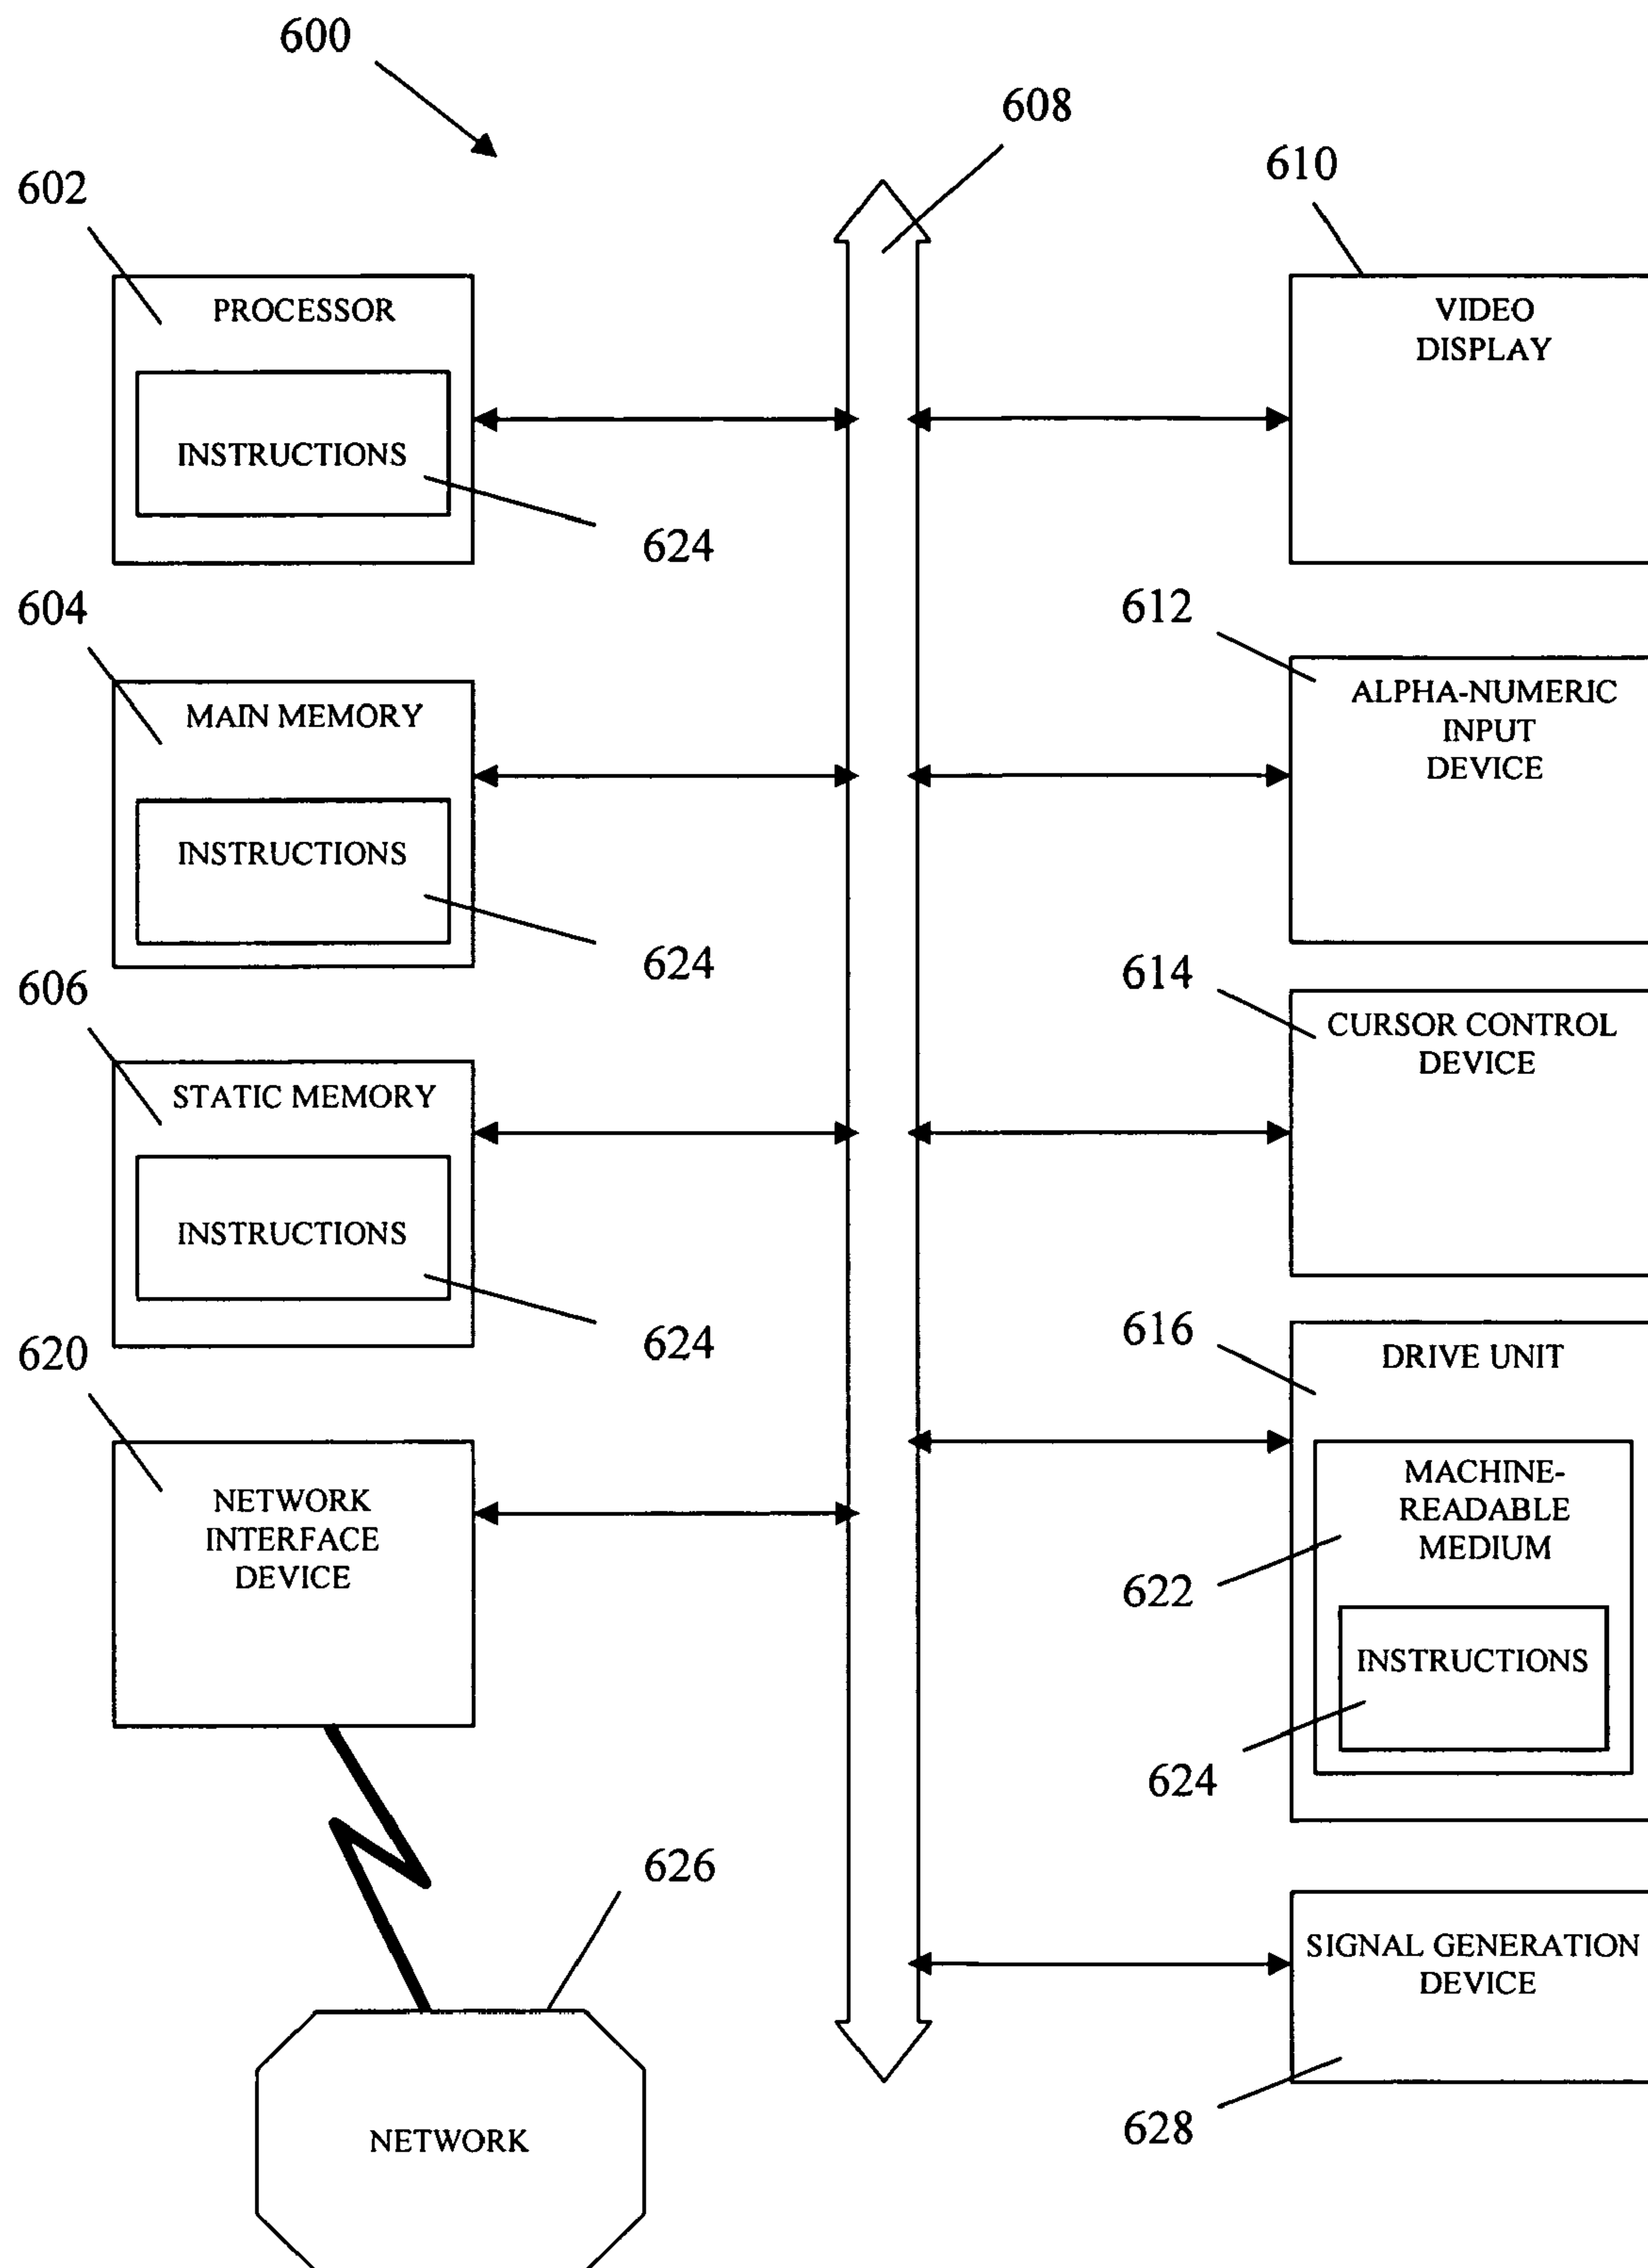 600
608
610
602
PROCESSOR
INSTRUCTIONS
624
VIDEO
DISPLAY
604
MAIN MEMORY
INSTRUCTIONS
624
612
ALPHA-NUMERIC
INPUT
DEVICE
606
STATIC MEMORY
INSTRUCTIONS
624
614
CURSOR CONTROL
DEVICE
620
NETWORK
INTERFACE
DEVICE
616
DRIVE UNIT
MACHINE-
READABLE
MEDIUM
622
INSTRUCTIONS
624
626
NETWORK
SIGNAL GENERATION
DEVICE
628